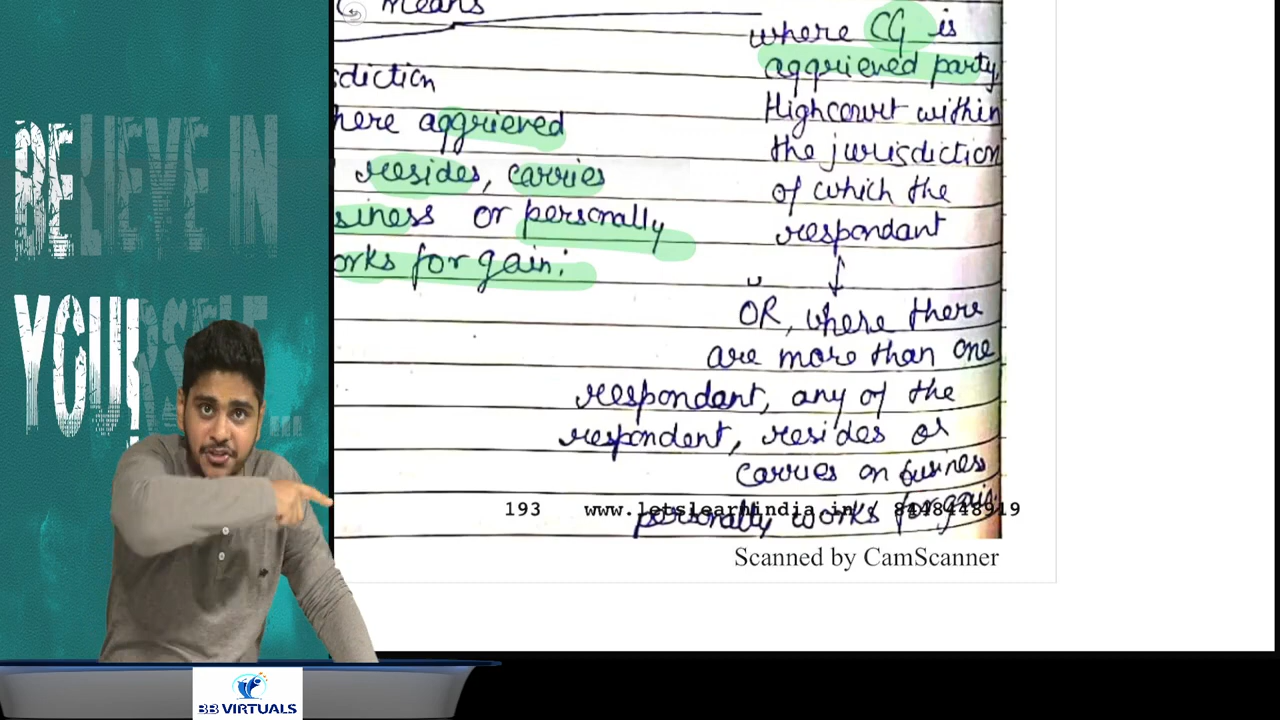 BELIEVE IN
YOURSELF...
means
sdiction
here aggrieved
resides, carries
siness or personally
orks for gain.
where CG is
aggrieved party,
Highcourt within
the jurisdiction
of which the
respondant
OR, where there
are more than one
respondant, any of the
respondent, resides or
carries on business
personally works for gain.
193 www.letslearnindia.in / 8448448919
Scanned by CamScanner
BB VIRTUALS